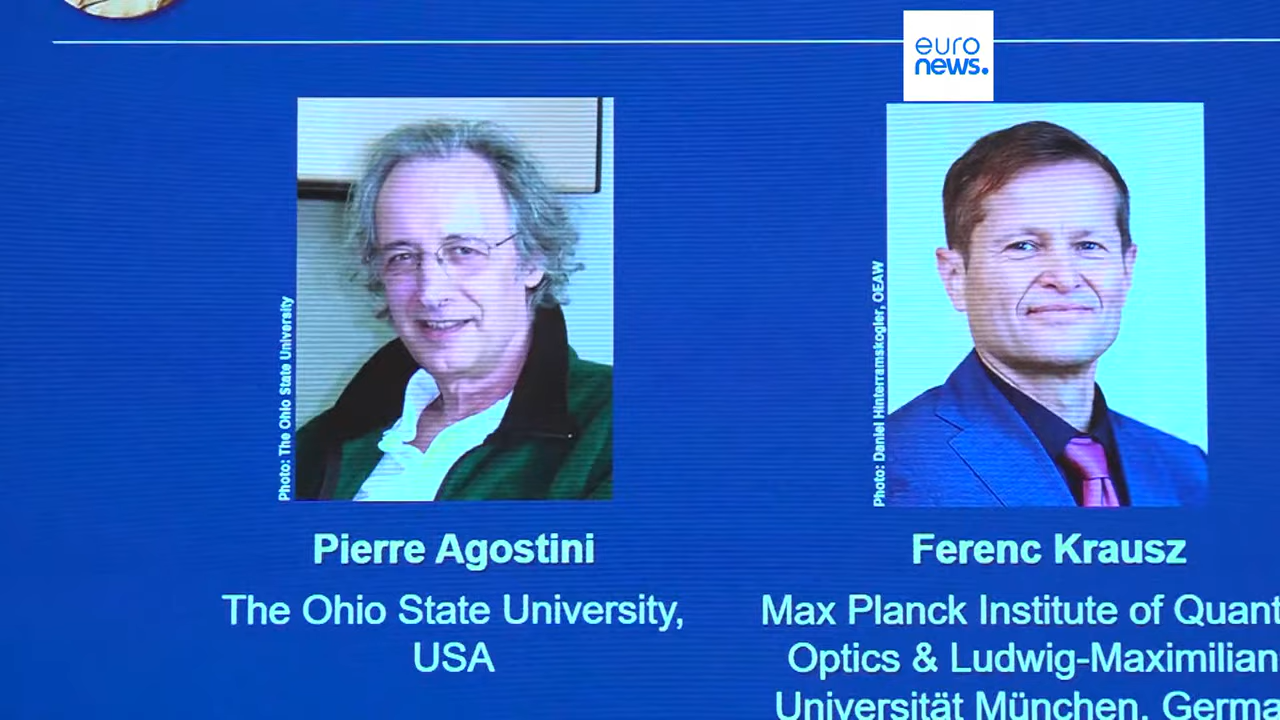 euro
news.
Photo: The Ohio State University
Pierre Agostini
The Ohio State University,
USA
Photo: Daniel Hinterramskogler, OEAW
Ferenc Krausz
Max Planck Institute of Quant
Optics & Ludwig-Maximilian
Universität München, Germa